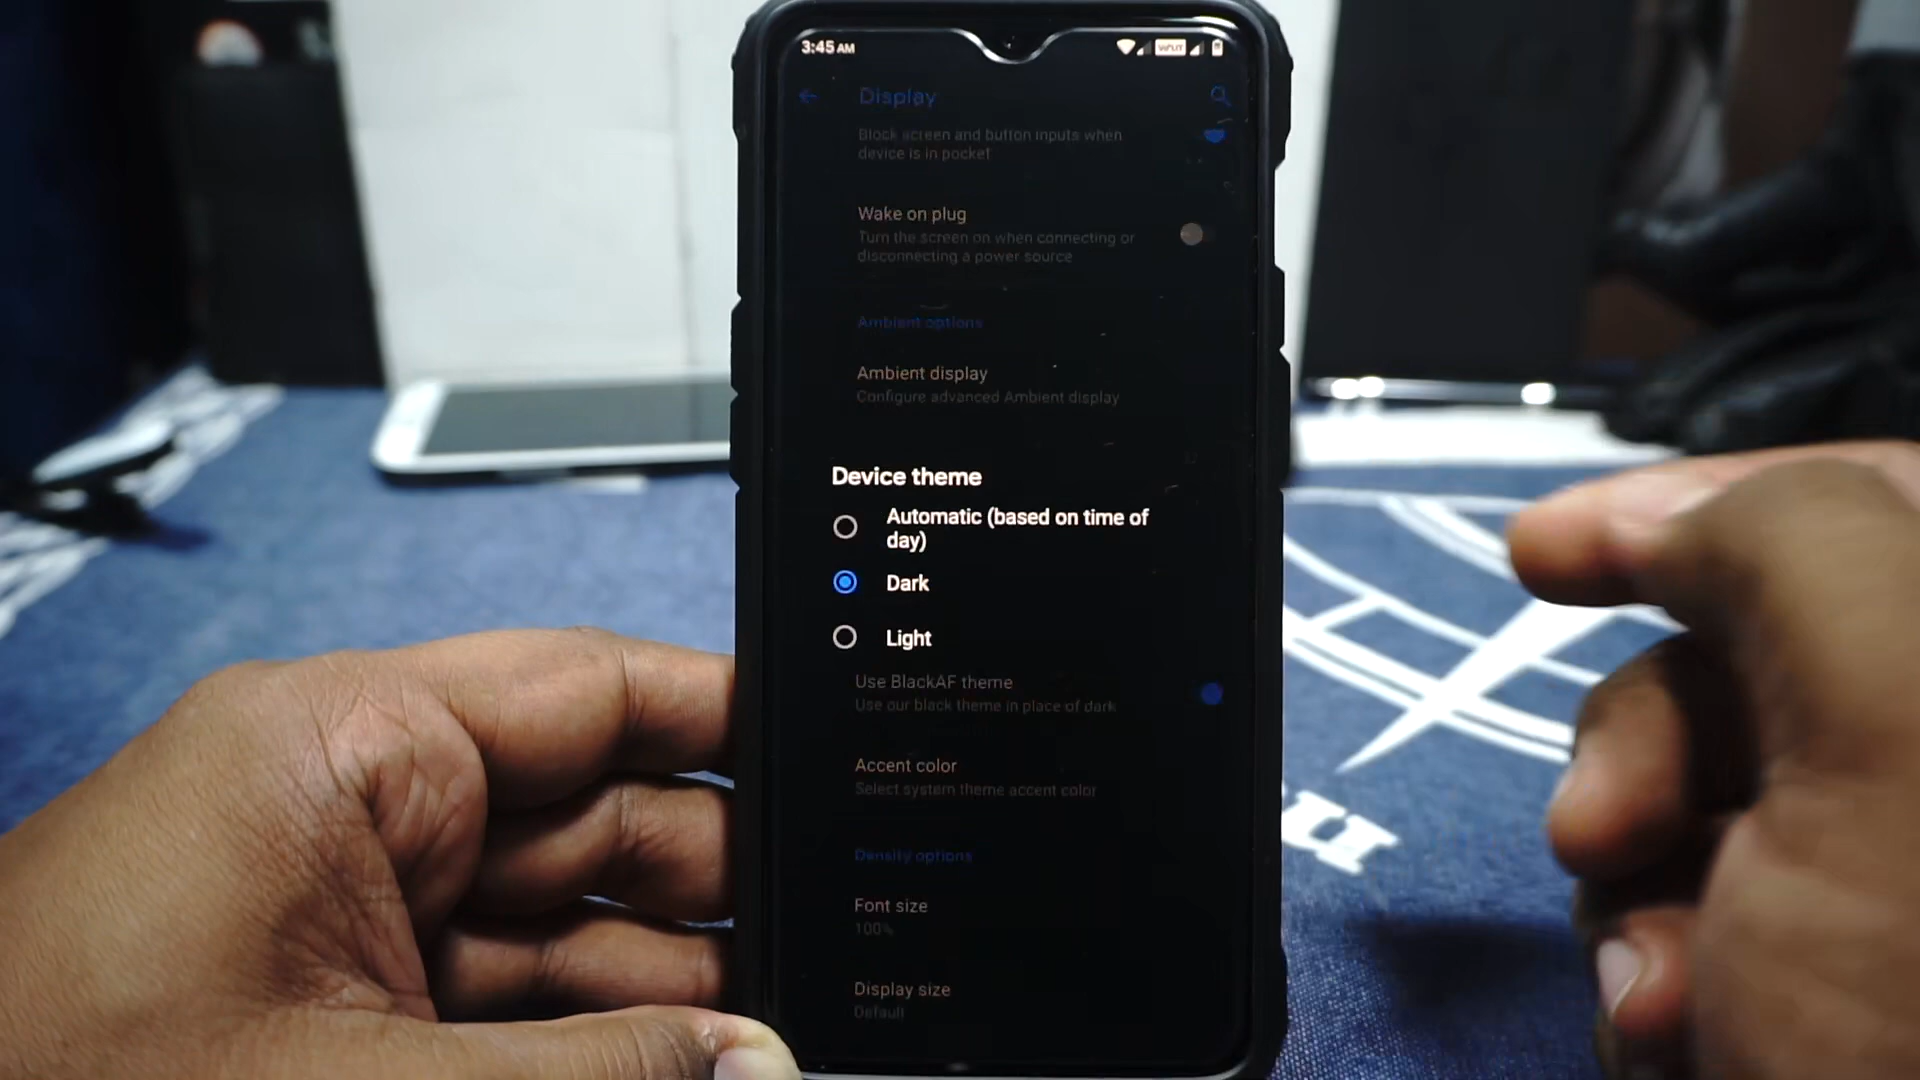 3:45 AM
VoLTE
Display
Block screen and button inputs when
device is in pocket
Wake on plug
Turn the screen on when connecting or
disconnecting a power source
Ambient options
Ambient display
Configure advanced Ambient display
Device theme
Automatic (based on time of
day)
Dark
Light
Use BlackAF theme
Use our black theme in place of dark
Accent color
Select system theme accent color
Density options
Font size
100%
Display size
Default